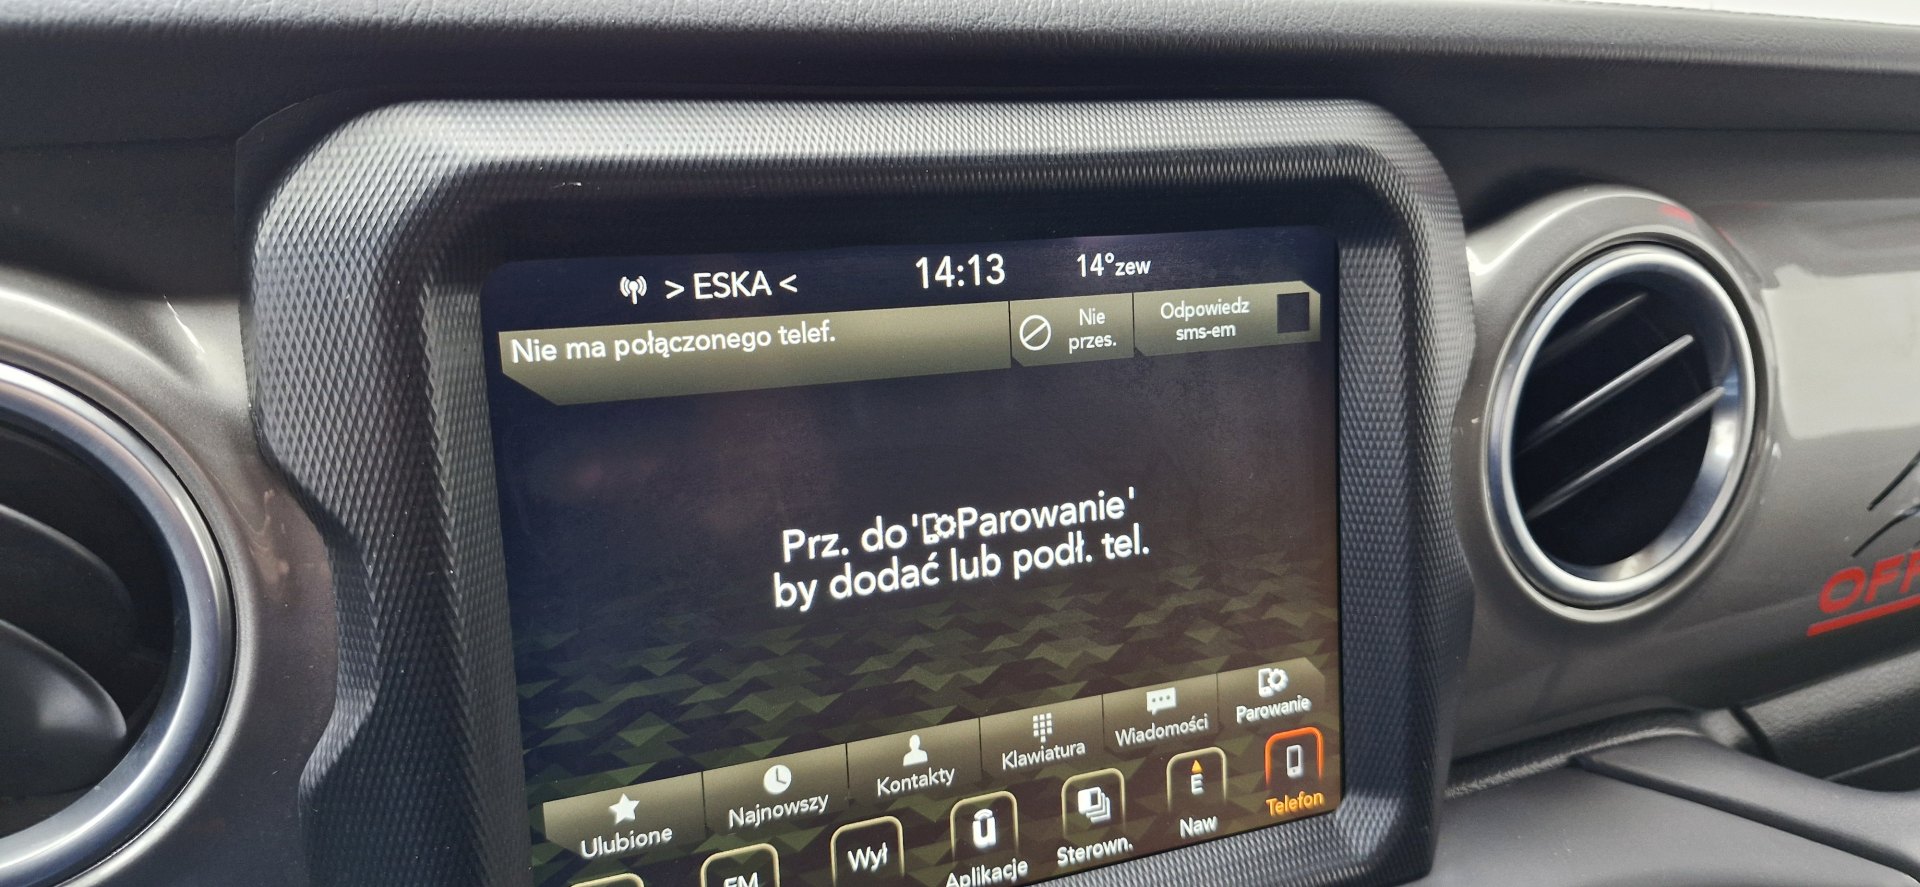 > ESKA < 14:13 14°zew
Nie ma połączonego telef.
Nie
przes.
Odpowiedz
sms-em
Prz. do 'Parowanie'
by dodać lub podł. tel.
Ulubione
Najnowszy
Kontakty
Klawiatura
Wiadomości
Parowanie
FM
Wył
Aplikacje
Sterown.
E
Naw
Telefon